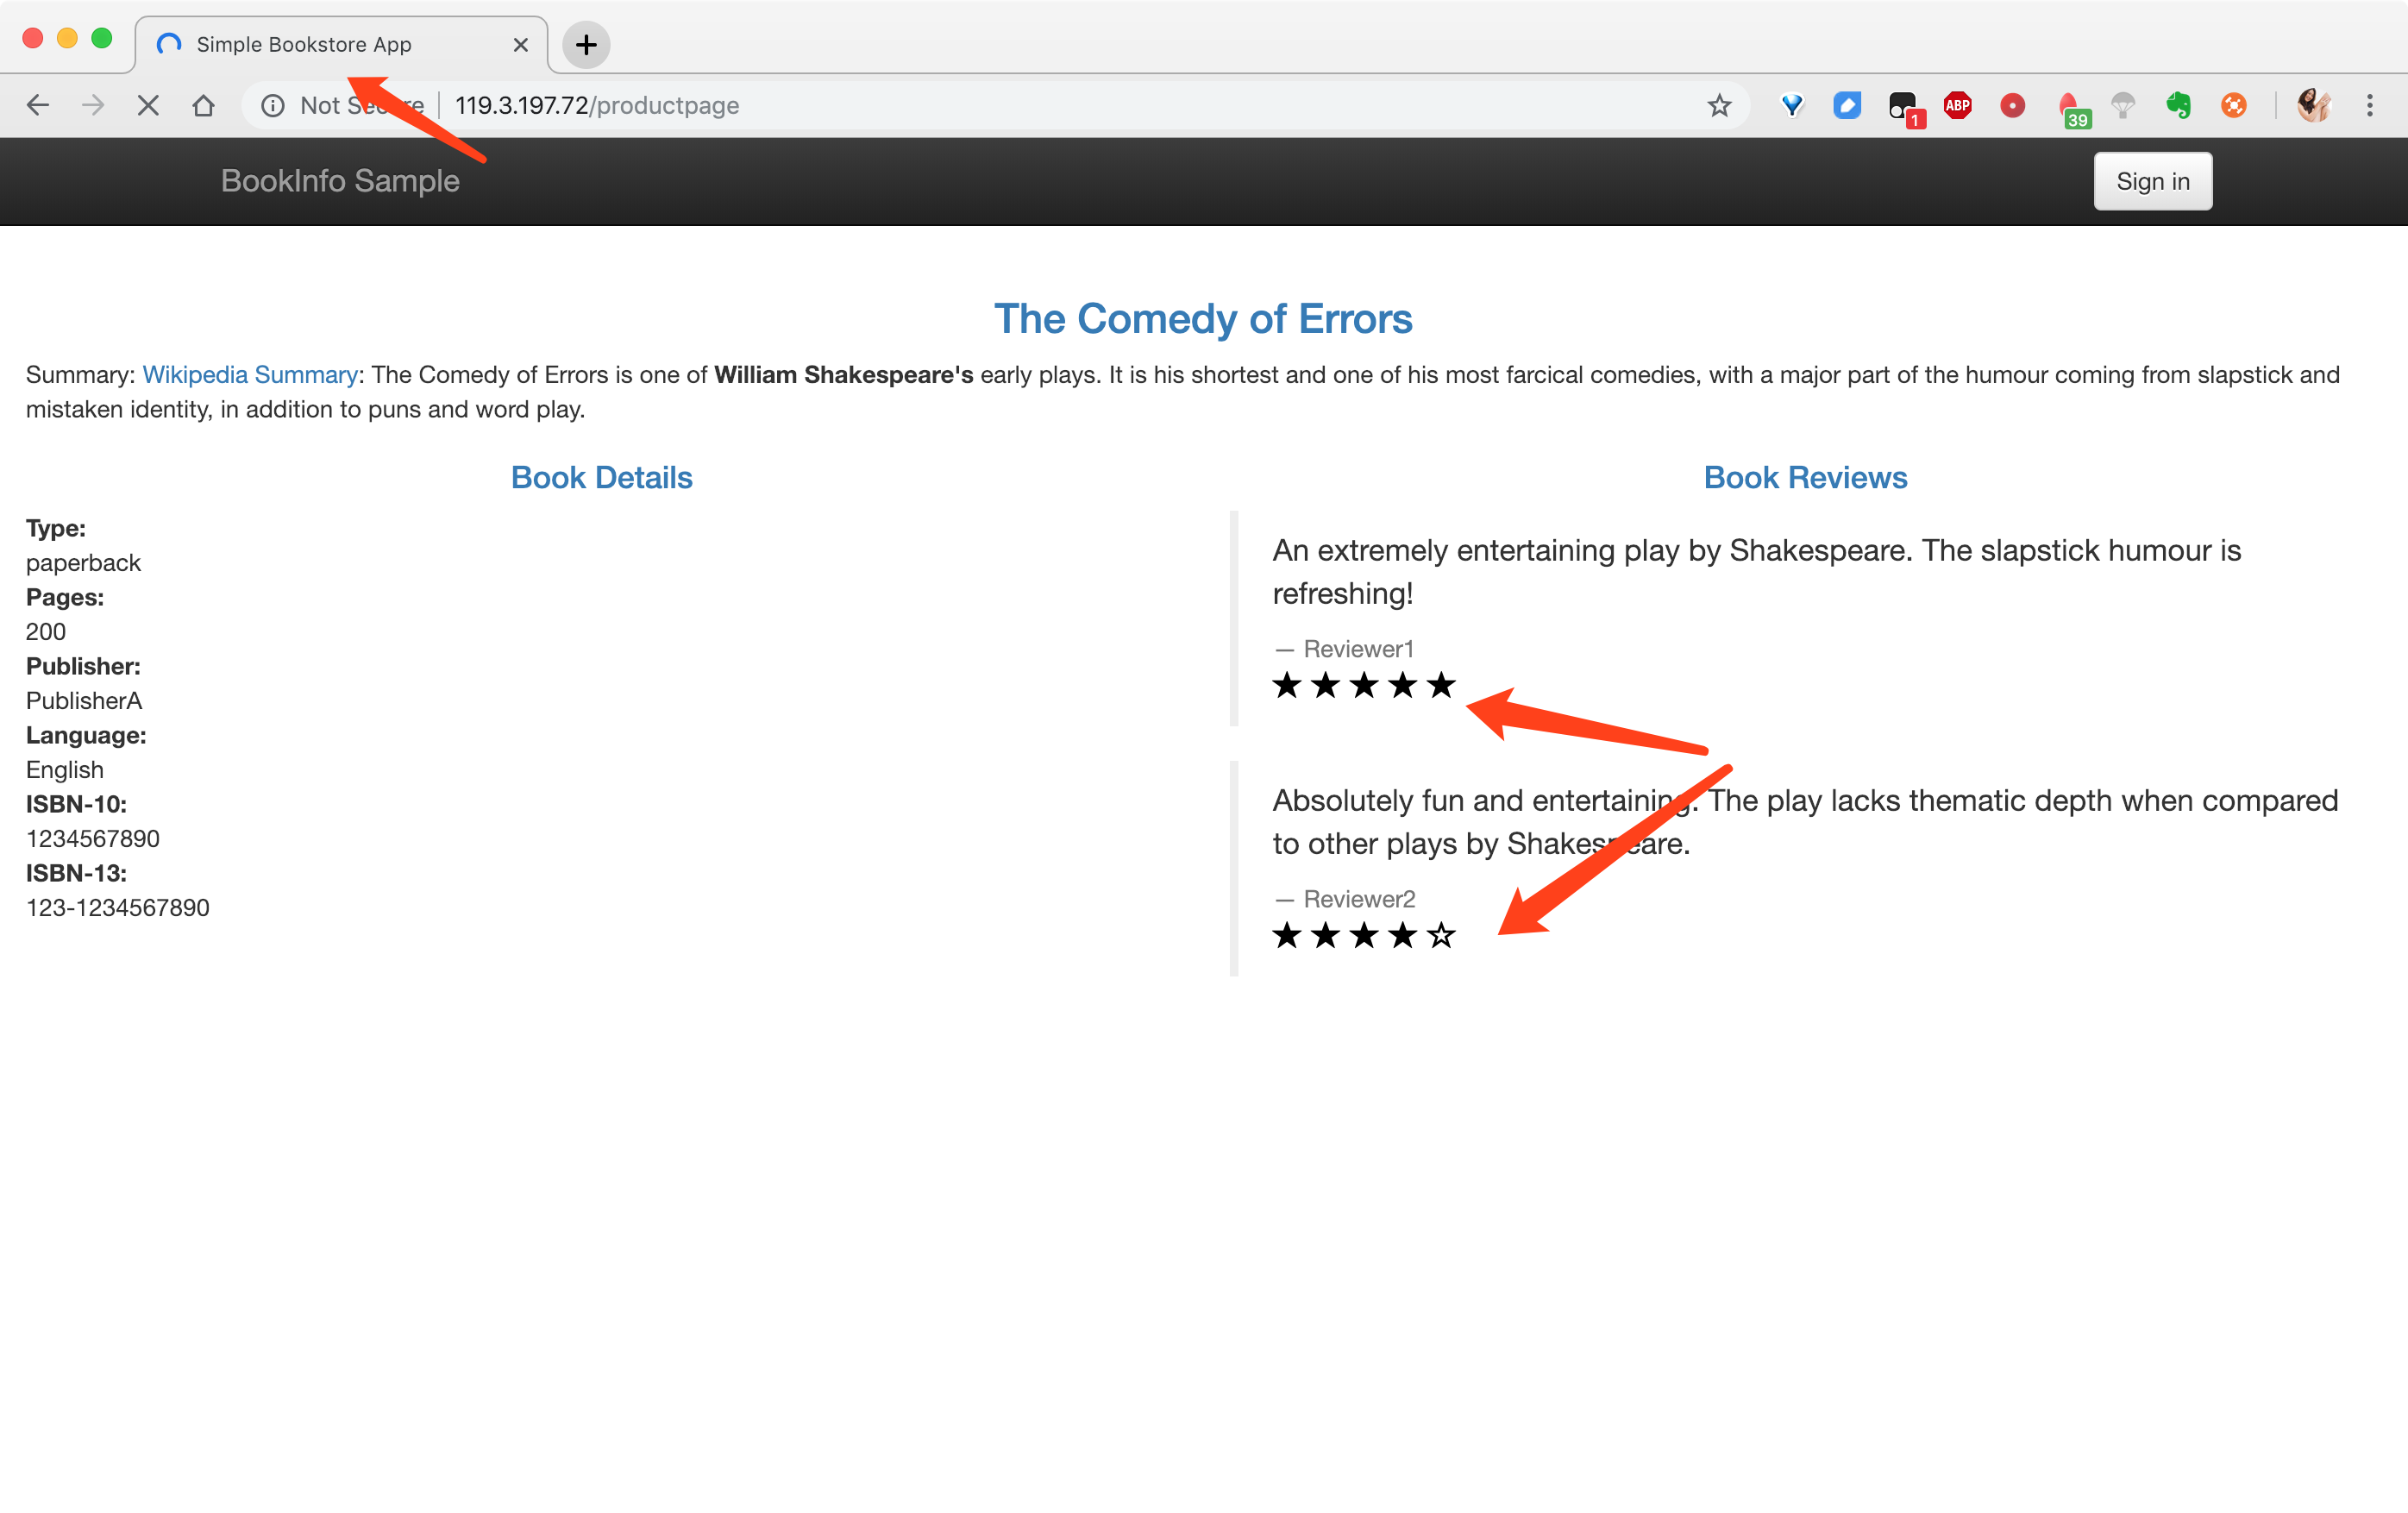 Simple Bookstore App
Not Secure
119.3.197.72/productpage
1
ABP
39
BookInfo Sample
Sign in
The Comedy of Errors
Summary: Wikipedia Summary: The Comedy of Errors is one of William Shakespeare's early plays. It is his shortest and one of his most farcical comedies, with a major part of the humour coming from slapstick and
mistaken identity, in addition to puns and word play.
Book Details
Type:
paperback
Pages:
200
Publisher:
PublisherA
Language:
English
ISBN-10:
1234567890
ISBN-13:
123-1234567890
Book Reviews
An extremely entertaining play by Shakespeare. The slapstick humour is
refreshing!
— Reviewer1
★★★★★
Absolutely fun and entertaining. The play lacks thematic depth when compared
to other plays by Shakespeare.
— Reviewer2
★★★★☆